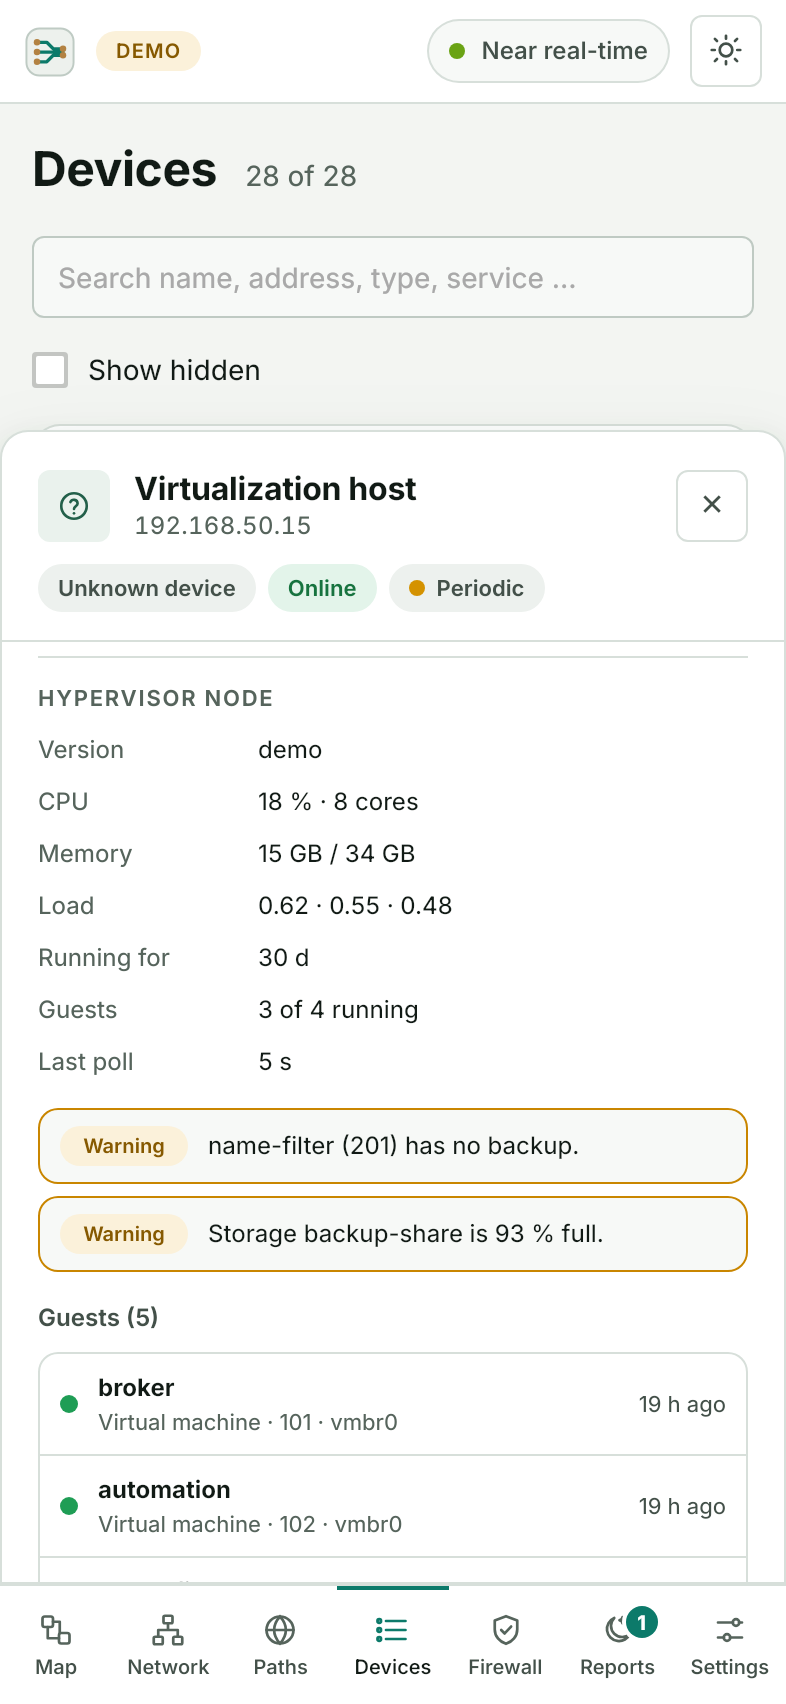 DEMO
Near real-time
Devices 28 of 28
Search name, address, type, service ...
Show hidden
Virtualization host
192.168.50.15
Unknown device
Online
Periodic
HYPERVISOR NODE
Version demo
CPU 18 % · 8 cores
Memory 15 GB / 34 GB
Load 0.62 · 0.55 · 0.48
Running for 30 d
Guests 3 of 4 running
Last poll 5 s
Warning name-filter (201) has no backup.
Warning Storage backup-share is 93 % full.
Guests (5)
broker
Virtual machine · 101 · vmbr0
19 h ago
automation
Virtual machine · 102 · vmbr0
19 h ago
1
Map Network Paths Devices Firewall Reports Settings